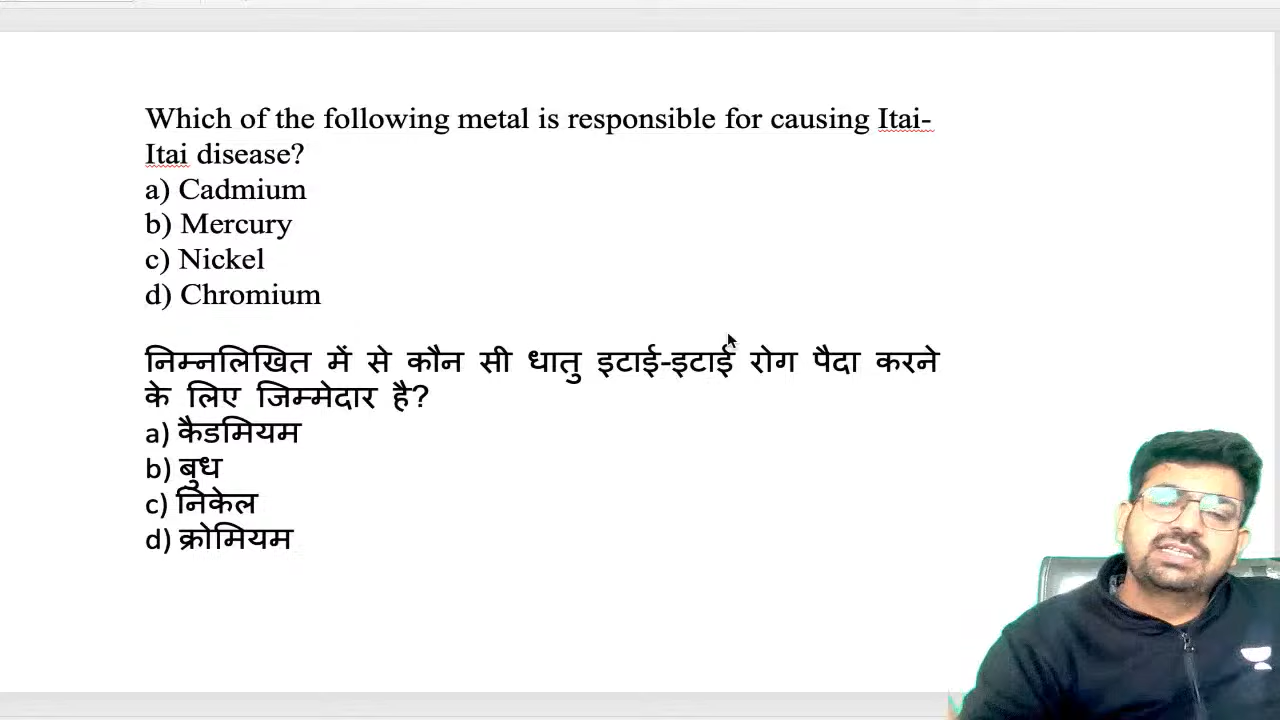 Which of the following metal is responsible for causing Itai-
Itai disease?
a) Cadmium
b) Mercury
c) Nickel
d) Chromium
निम्नलिखित में से कौन सी धातु इटाई-इटाई रोग पैदा करने
के लिए जिम्मेदार है?
a) कैडमियम
b) बुध
c) निकेल
d) क्रोमियम